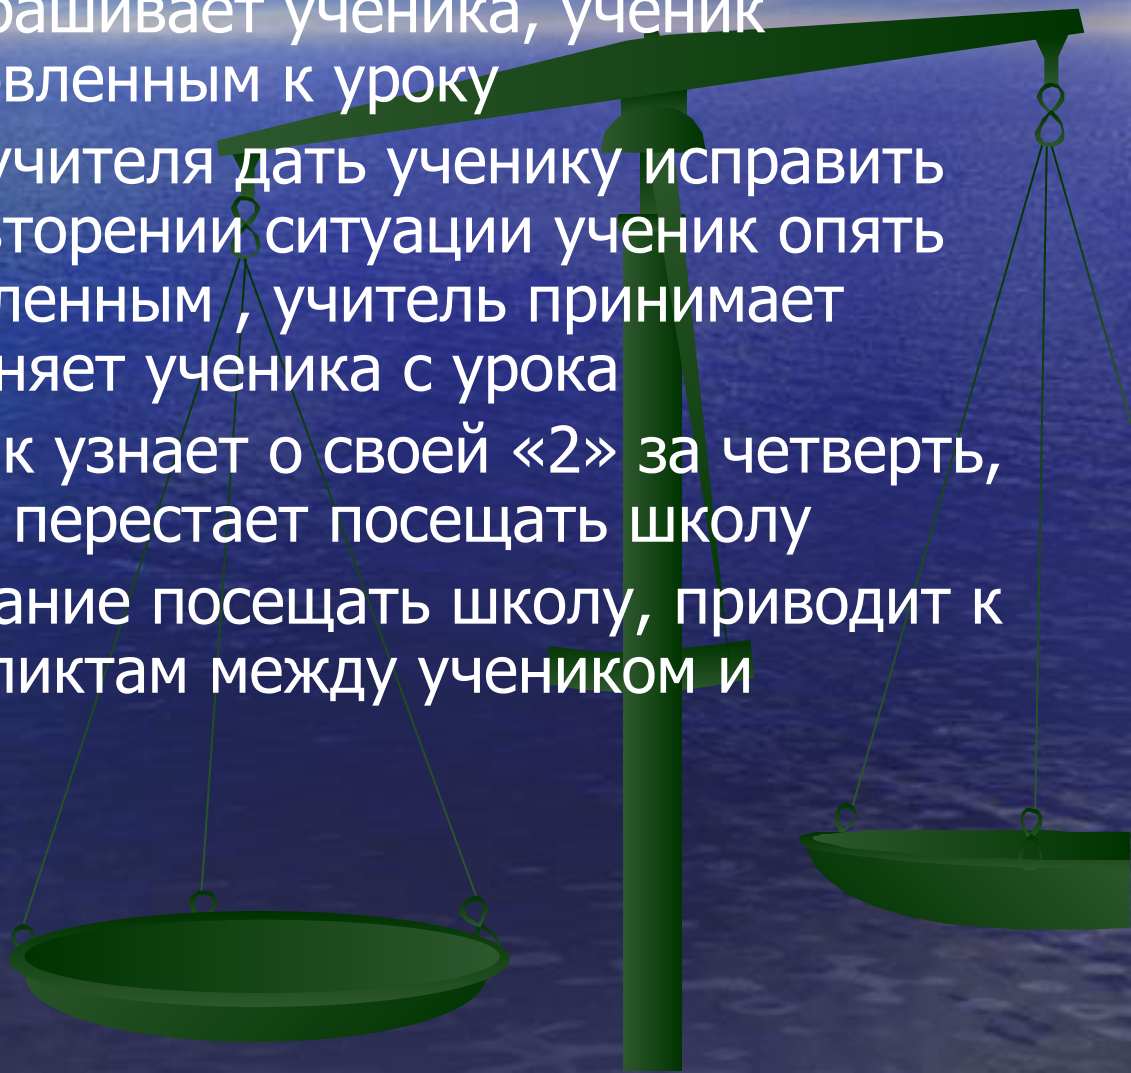 рашивает ученика, ученик
вленным к уроку
учителя дать ученику исправить
вторении ситуации ученик опять
ленным , учитель принимает
няет ученика с урока
к узнает о своей «2» за четверть,
перестает посещать школу
ание посещать школу, приводит к
ликтам между учеником и